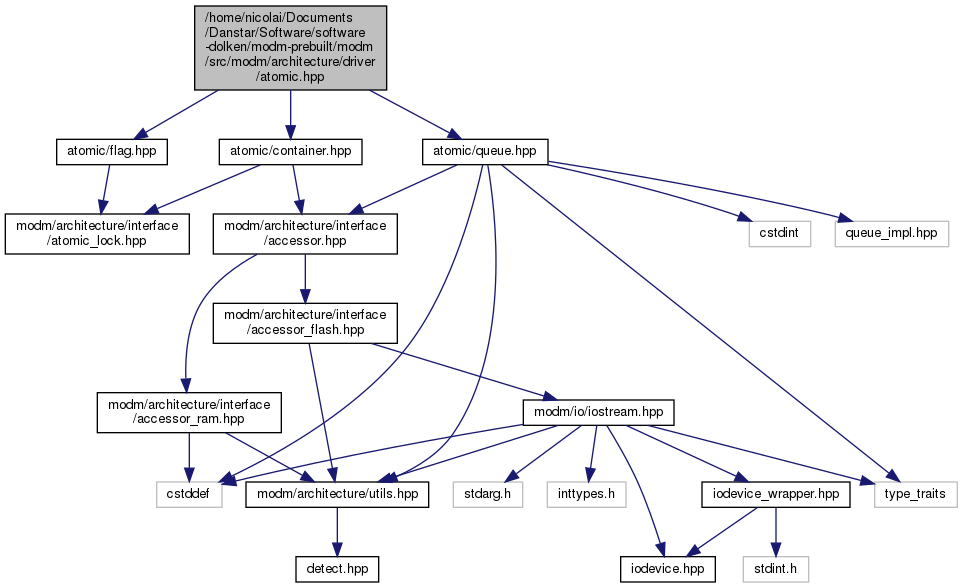 /home/nicolai/Documents
/Danstar/Software/software
-dolken/modm-prebuilt/modm
/src/modm/architecture/driver
/atomic.hpp
atomic/flag.hpp
atomic/container.hpp
atomic/queue.hpp
modm/architecture/interface
/atomic_lock.hpp
modm/architecture/interface
/accessor.hpp
cstdint
queue_impl.hpp
modm/architecture/interface
/accessor_flash.hpp
modm/architecture/interface
/accessor_ram.hpp
modm/io/iostream.hpp
cstddef
modm/architecture/utils.hpp
stdarg.h
inttypes.h
iodevice_wrapper.hpp
type_traits
detect.hpp
iodevice.hpp
stdint.h